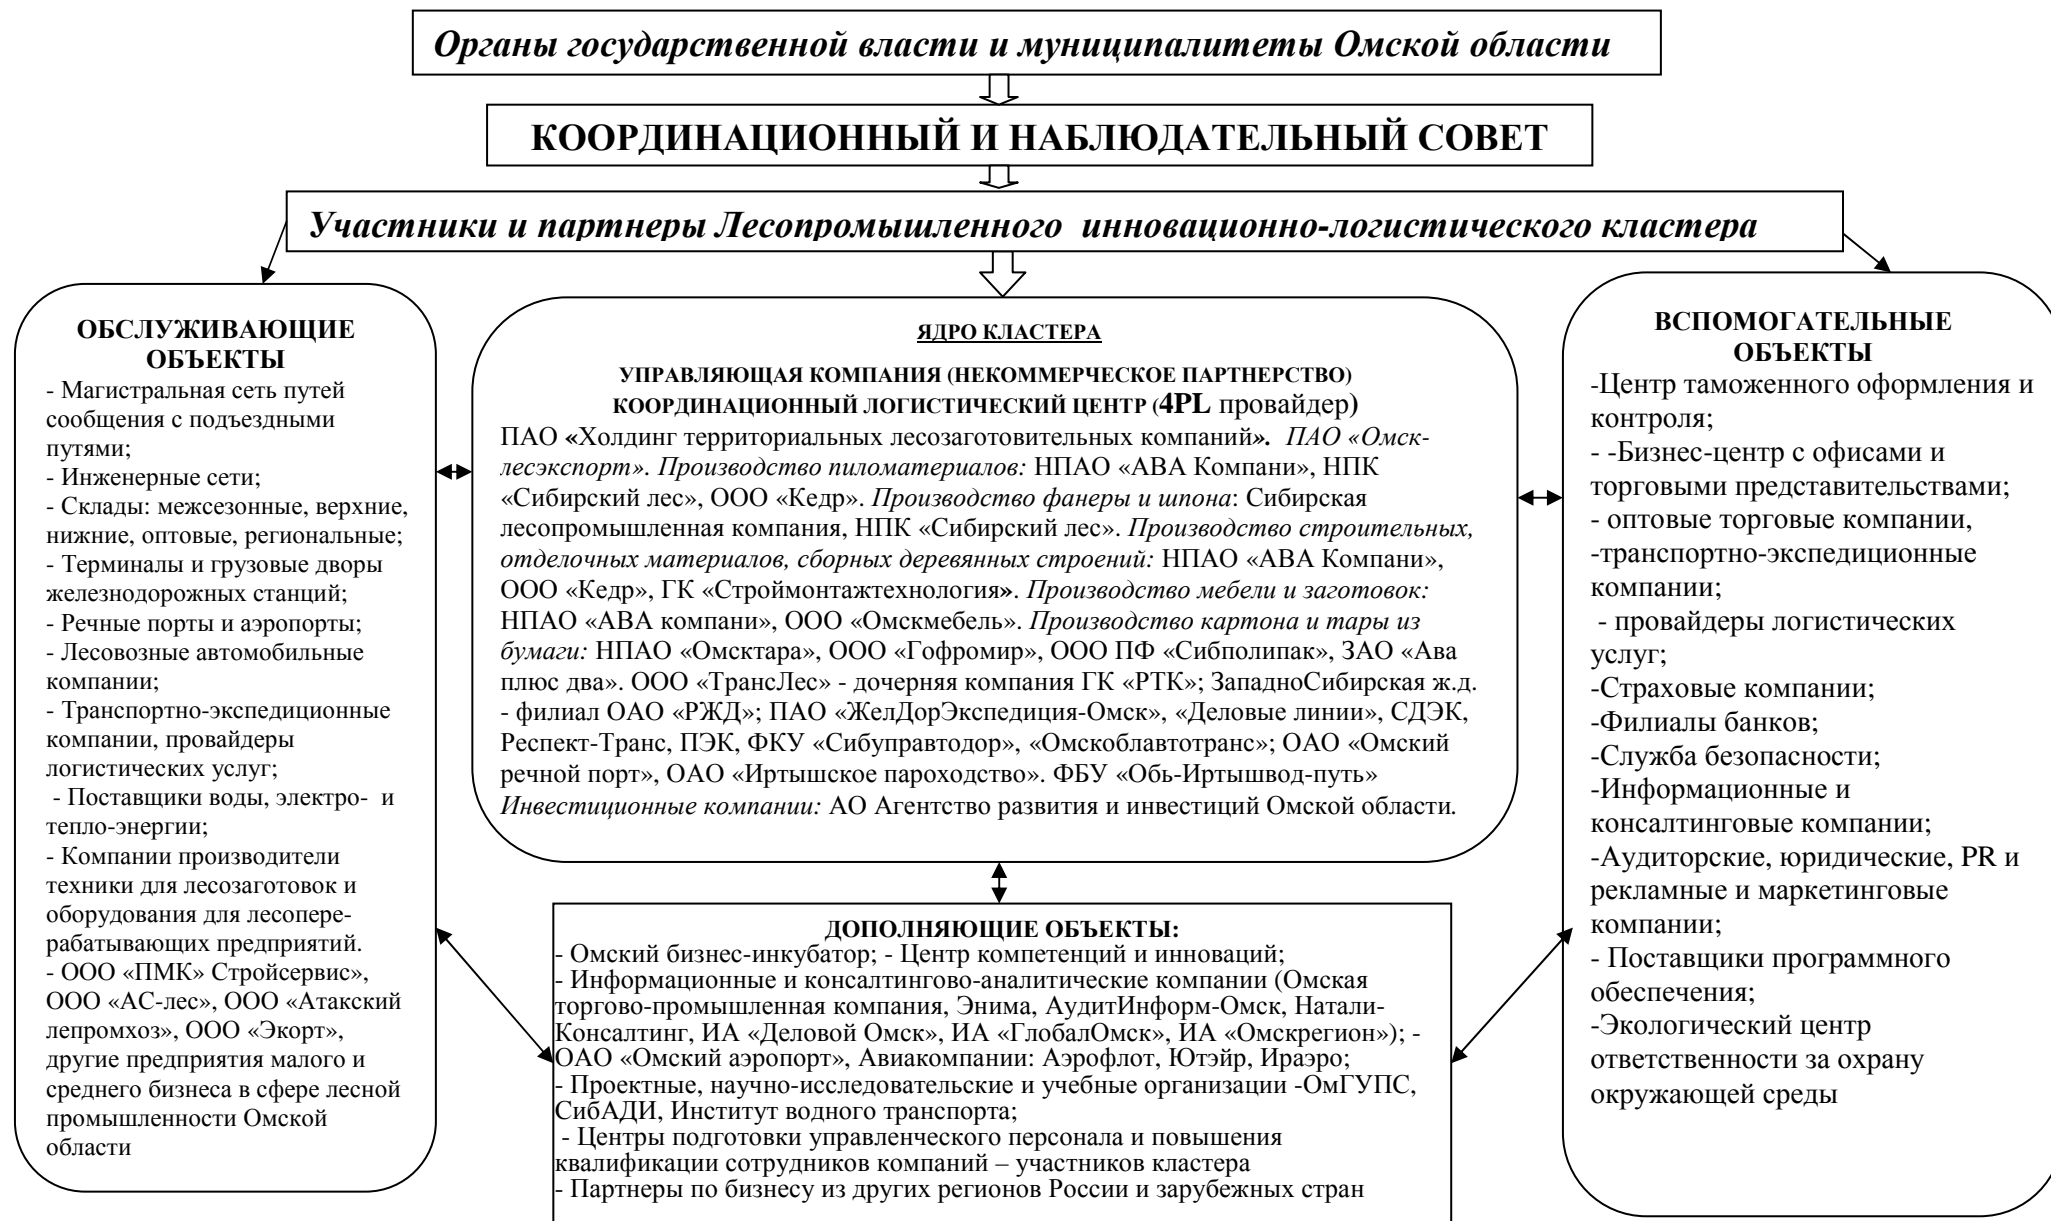 Органы государственной власти и муниципалитеты Омской области
КООРДИНАЦИОННЫЙ И НАБЛЮДАТЕЛЬНЫЙ СОВЕТ
Участники и партнеры Лесопромышленного инновационно-логистического кластера
ОБСЛУЖИВАЮЩИЕ
ОБЪЕКТЫ
- Магистральная сеть путей
сообщения с подъездными
путями;
- Инженерные сети;
- Склады: межсезонные, верхние,
нижние, оптовые, региональные;
- Терминалы и грузовые дворы
железнодорожных станций;
- Речные порты и аэропорты;
- Лесовозные автомобильные
компании;
- Транспортно-экспедиционные
компании, провайдеры
логистических услуг;
- Поставщики воды, электро- и
тепло-энергии;
- Компании производители
техники для лесозаготовок и
оборудования для лесопере-
рабатывающих предприятий.
- ООО «ПМК» Стройсервис»,
ООО «АС-лес», ООО «Атакский
лепромхоз», ООО «Экорт»,
другие предприятия малого и
среднего бизнеса в сфере лесной
промышленности Омской
области
ЯДРО КЛАСТЕРА
УПРАВЛЯЮЩАЯ КОМПАНИЯ (НЕКОММЕРЧЕСКОЕ ПАРТНЕРСТВО)
КООРДИНАЦИОННЫЙ ЛОГИСТИЧЕСКИЙ ЦЕНТР (4PL провайдер)
ПАО «Холдинг территориальных лесозаготовительных компаний». ПАО «Омск-
лесэкспорт». Производство пиломатериалов: НПАО «АВА Компани», НПК
«Сибирский лес», ООО «Кедр». Производство фанеры и шпона: Сибирская
лесопромышленная компания, НПК «Сибирский лес». Производство строительных,
отделочных материалов, сборных деревянных строений: НПАО «АВА Компани»,
ООО «Кедр», ГК «Строймонтажтехнология». Производство мебели и заготовок:
НПАО «АВА компани», ООО «Омскмебель». Производство картона и тары из
бумаги: НПАО «Омсктара», ООО «Гофромир», ООО ПФ «Сибполипак», ЗАО «Ава
плюс два». ООО «ТрансЛес» - дочерняя компания ГК «РТК»; ЗападноСибирская ж.д.
- филиал ОАО «РЖД»; ПАО «ЖелДорЭкспедиция-Омск», «Деловые линии», СДЭК,
Респект-Транс, ПЭК, ФКУ «Сибуправтодор», «Омскоблавтотранс»; ОАО «Омский
речной порт», ОАО «Иртышское пароходство». ФБУ «Обь-Иртышвод-путь»
Инвестиционные компании: АО Агентство развития и инвестиций Омской области.
ВСПОМОГАТЕЛЬНЫЕ
ОБЪЕКТЫ
-Центр таможенного оформления и
контроля;
- -Бизнес-центр с офисами и
торговыми представительствами;
- оптовые торговые компании,
-транспортно-экспедиционные
компании;
- провайдеры логистических
услуг;
-Страховые компании;
-Филиалы банков;
-Служба безопасности;
-Информационные и
консалтинговые компании;
-Аудиторские, юридические, PR и
рекламные и маркетинговые
компании;
- Поставщики программного
обеспечения;
-Экологический центр
ответственности за охрану
окружающей среды
ДОПОЛНЯЮЩИЕ ОБЪЕКТЫ:
- Омский бизнес-инкубатор; - Центр компетенций и инноваций;
- Информационные и консалтингово-аналитические компании (Омская
торгово-промышленная компания, Энима, АудитИнформ-Омск, Натали-
Консалтинг, ИА «Деловой Омск», ИА «ГлобалОмск», ИА «Омскрегион»); -
ОАО «Омский аэропорт», Авиакомпании: Аэрофлот, Ютэйр, Ираэро;
- Проектные, научно-исследовательские и учебные организации -ОмГУПС,
СибАДИ, Институт водного транспорта;
- Центры подготовки управленческого персонала и повышения
квалификации сотрудников компаний – участников кластера
- Партнеры по бизнесу из других регионов России и зарубежных стран